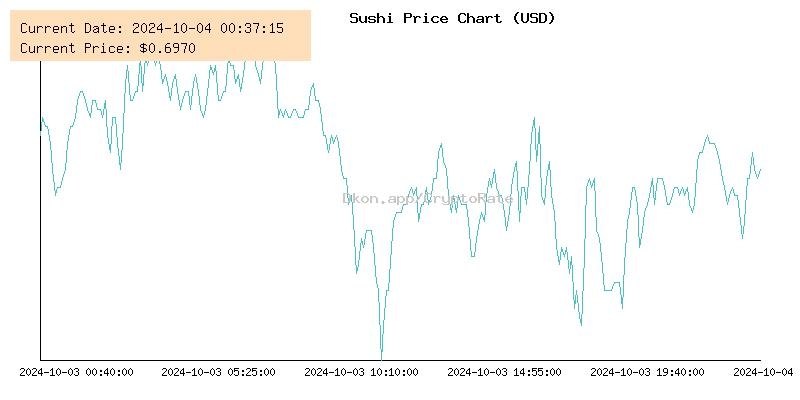 Sushi Price Chart (USD)
Current Date: 2024-10-04 00:37:15
Current Price: $0.6970
Dkon.app/CryptoRate
2024-10-03 00:40:00 2024-10-03 05:25:00 2024-10-03 10:10:00 2024-10-03 14:55:00 2024-10-03 19:40:00 2024-10-04